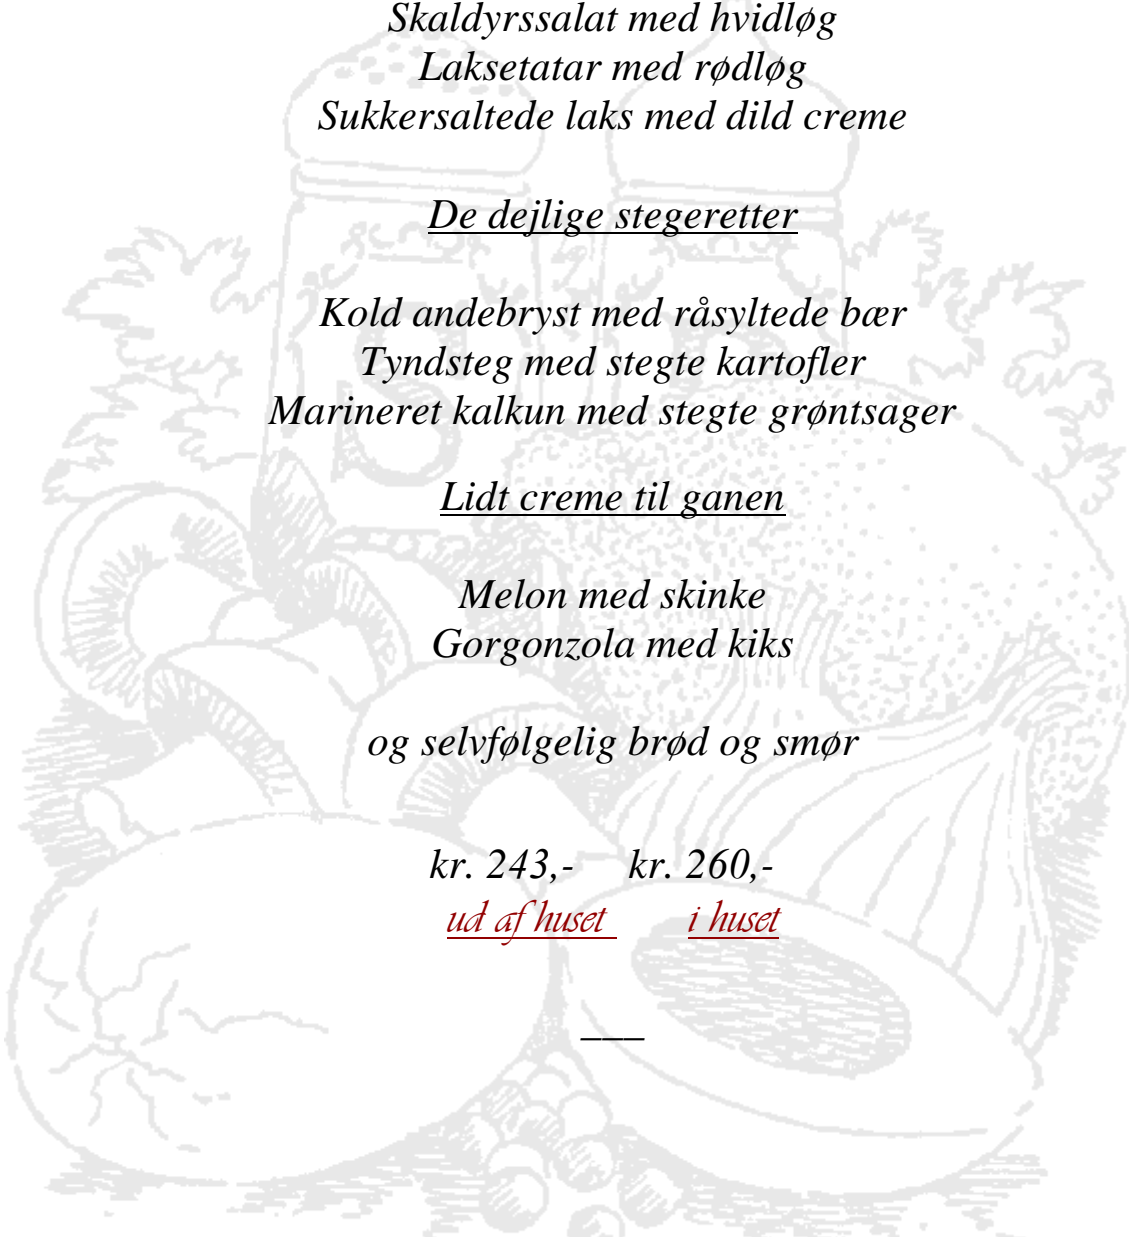 Skaldyrssalat med hvidløg
Laksetatar med rødløg
Sukkersaltede laks med dild creme
De dejlige stegeretter
Kold andebryst med råsyltede bær
Tyndsteg med stegte kartofler
Marineret kalkun med stegte grøntsager
Lidt creme til ganen
Melon med skinke
Gorgonzola med kiks
og selvfølgelig brød og smør
kr. 243,- kr. 260,-
ud af huset i huset
___